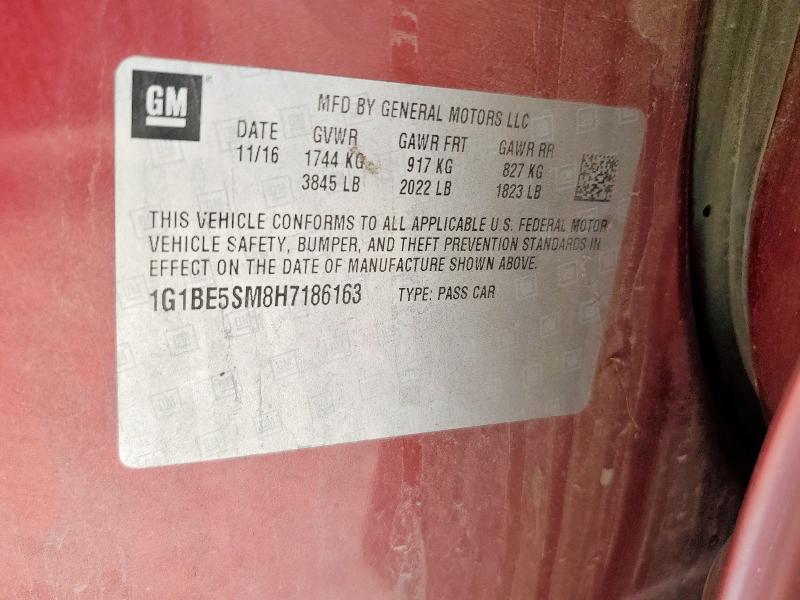 GM
MFD BY GENERAL MOTORS LLC
DATE GVWR GAWR FRT GAWR RR
11/16 1744 KG 917 KG 827 KG
3845 LB 2022 LB 1823 LB
THIS VEHICLE CONFORMS TO ALL APPLICABLE U.S. FEDERAL MOTOR
VEHICLE SAFETY, BUMPER, AND THEFT PREVENTION STANDARDS IN
EFFECT ON THE DATE OF MANUFACTURE SHOWN ABOVE.
1G1BE5SM8H7186163 TYPE: PASS CAR